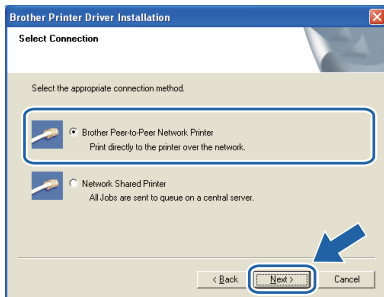 Brother Printer Driver Installation
Select Connection
Select the appropriate connection method.
Brother Peer-to-Peer Network Printer
Print directly to the printer over the network.
Network Shared Printer
All Jobs are sent to queue on a central server.
< Back Next > Cancel